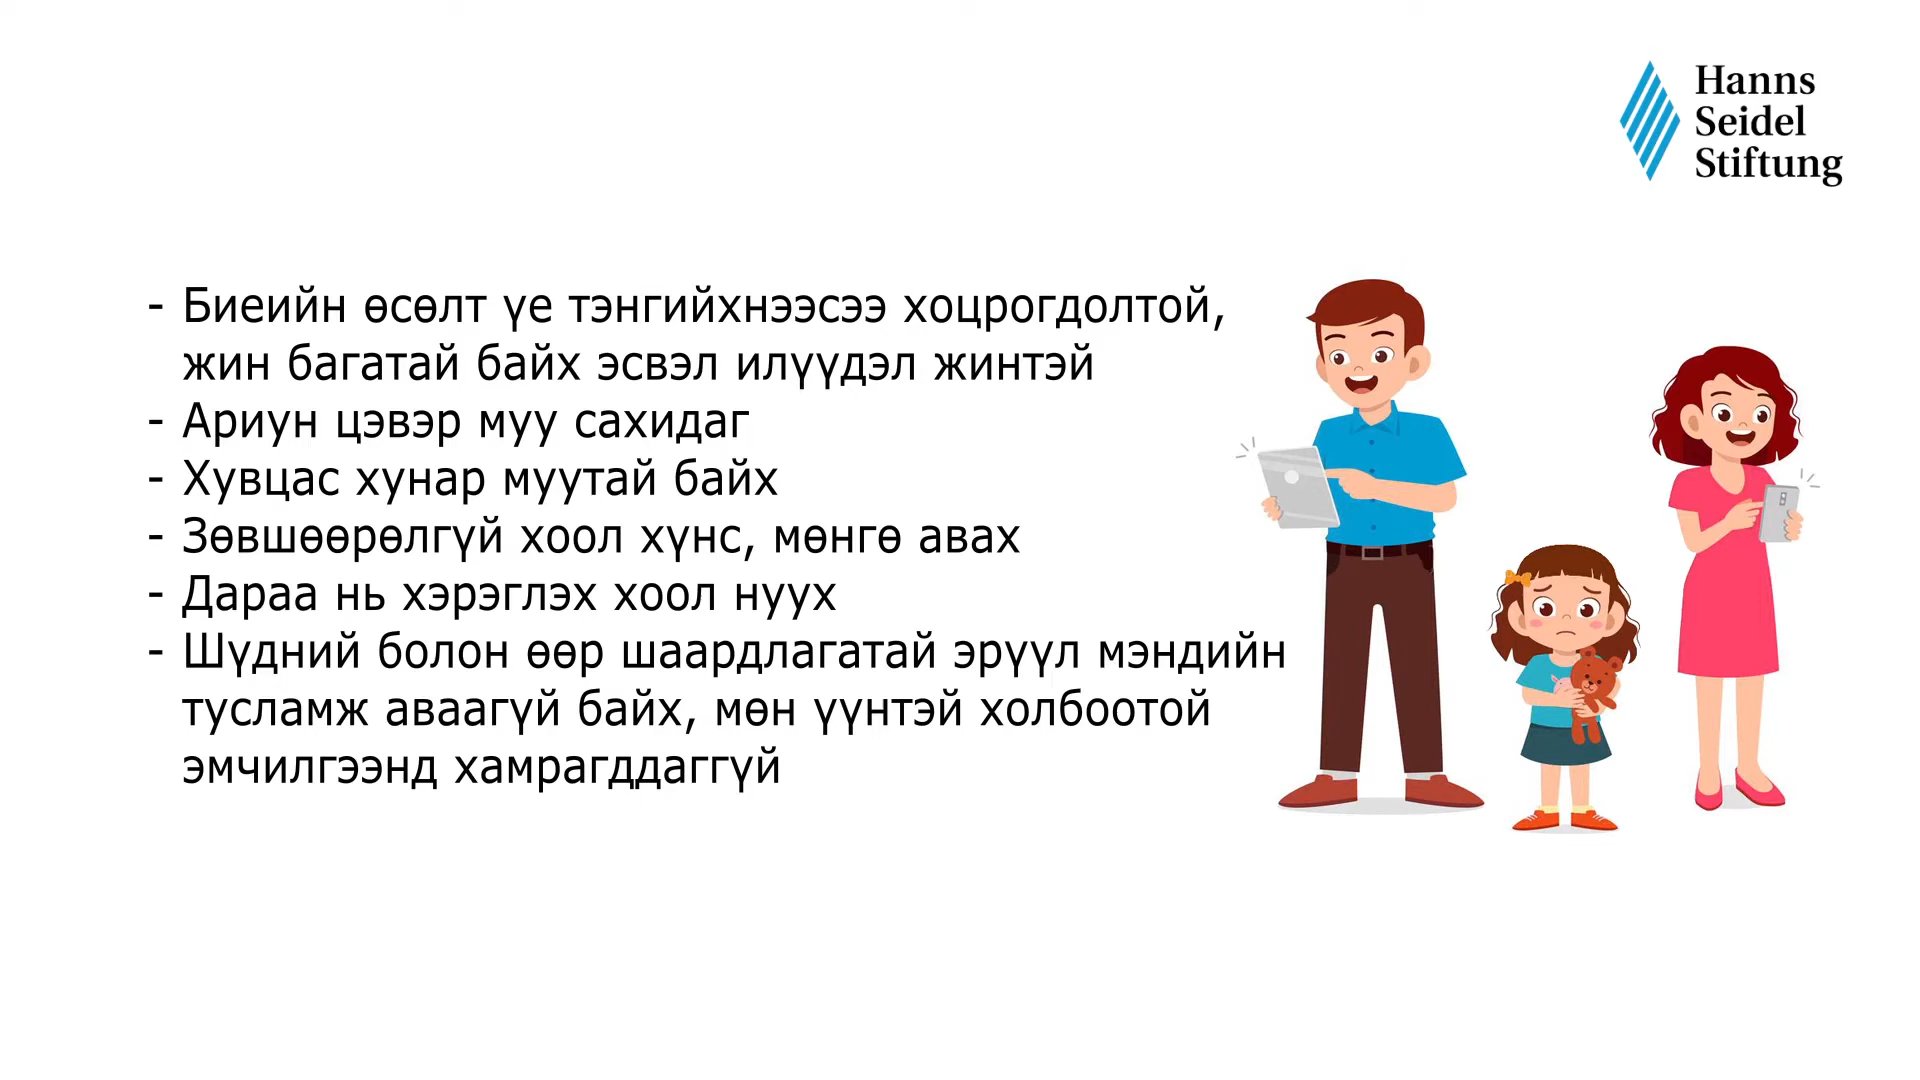 Hanns
Seidel
Stiftung
- Биеийн өсөлт үе тэнгийхнээсээ хоцрогдолтой,
жин багатай байх эсвэл илүүдэл жинтэй
- Ариун цэвэр муу сахидаг
- Хувцас хунар муутай байх
- Зөвшөөрөлгүй хоол хүнс, мөнгө авах
- Дараа нь хэрэглэх хоол нуух
- Шүдний болон өөр шаардлагатай эрүүл мэндийн
тусламж аваагүй байх, мөн үүнтэй холбоотой
эмчилгээнд хамрагддаггүй